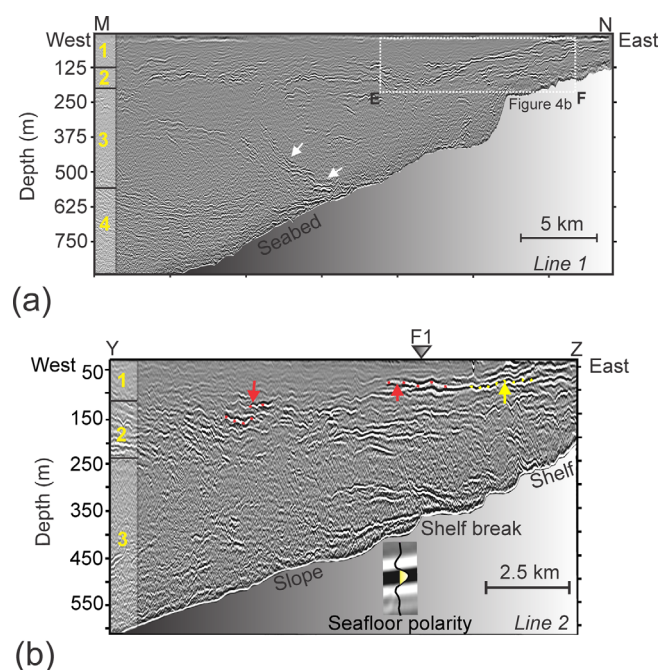 M N
West East
1
125
2
E F
250 Figure 4b
3
375
Depth (m)
500
625
4
Seabed
750
5 km
Line 1
(a)
F1
Y Z
West East
50
1
150
2
250
Depth (m)
350
Shelf
Shelf break
3
450
Slope
2.5 km
550
Seafloor polarity Line 2
(b)